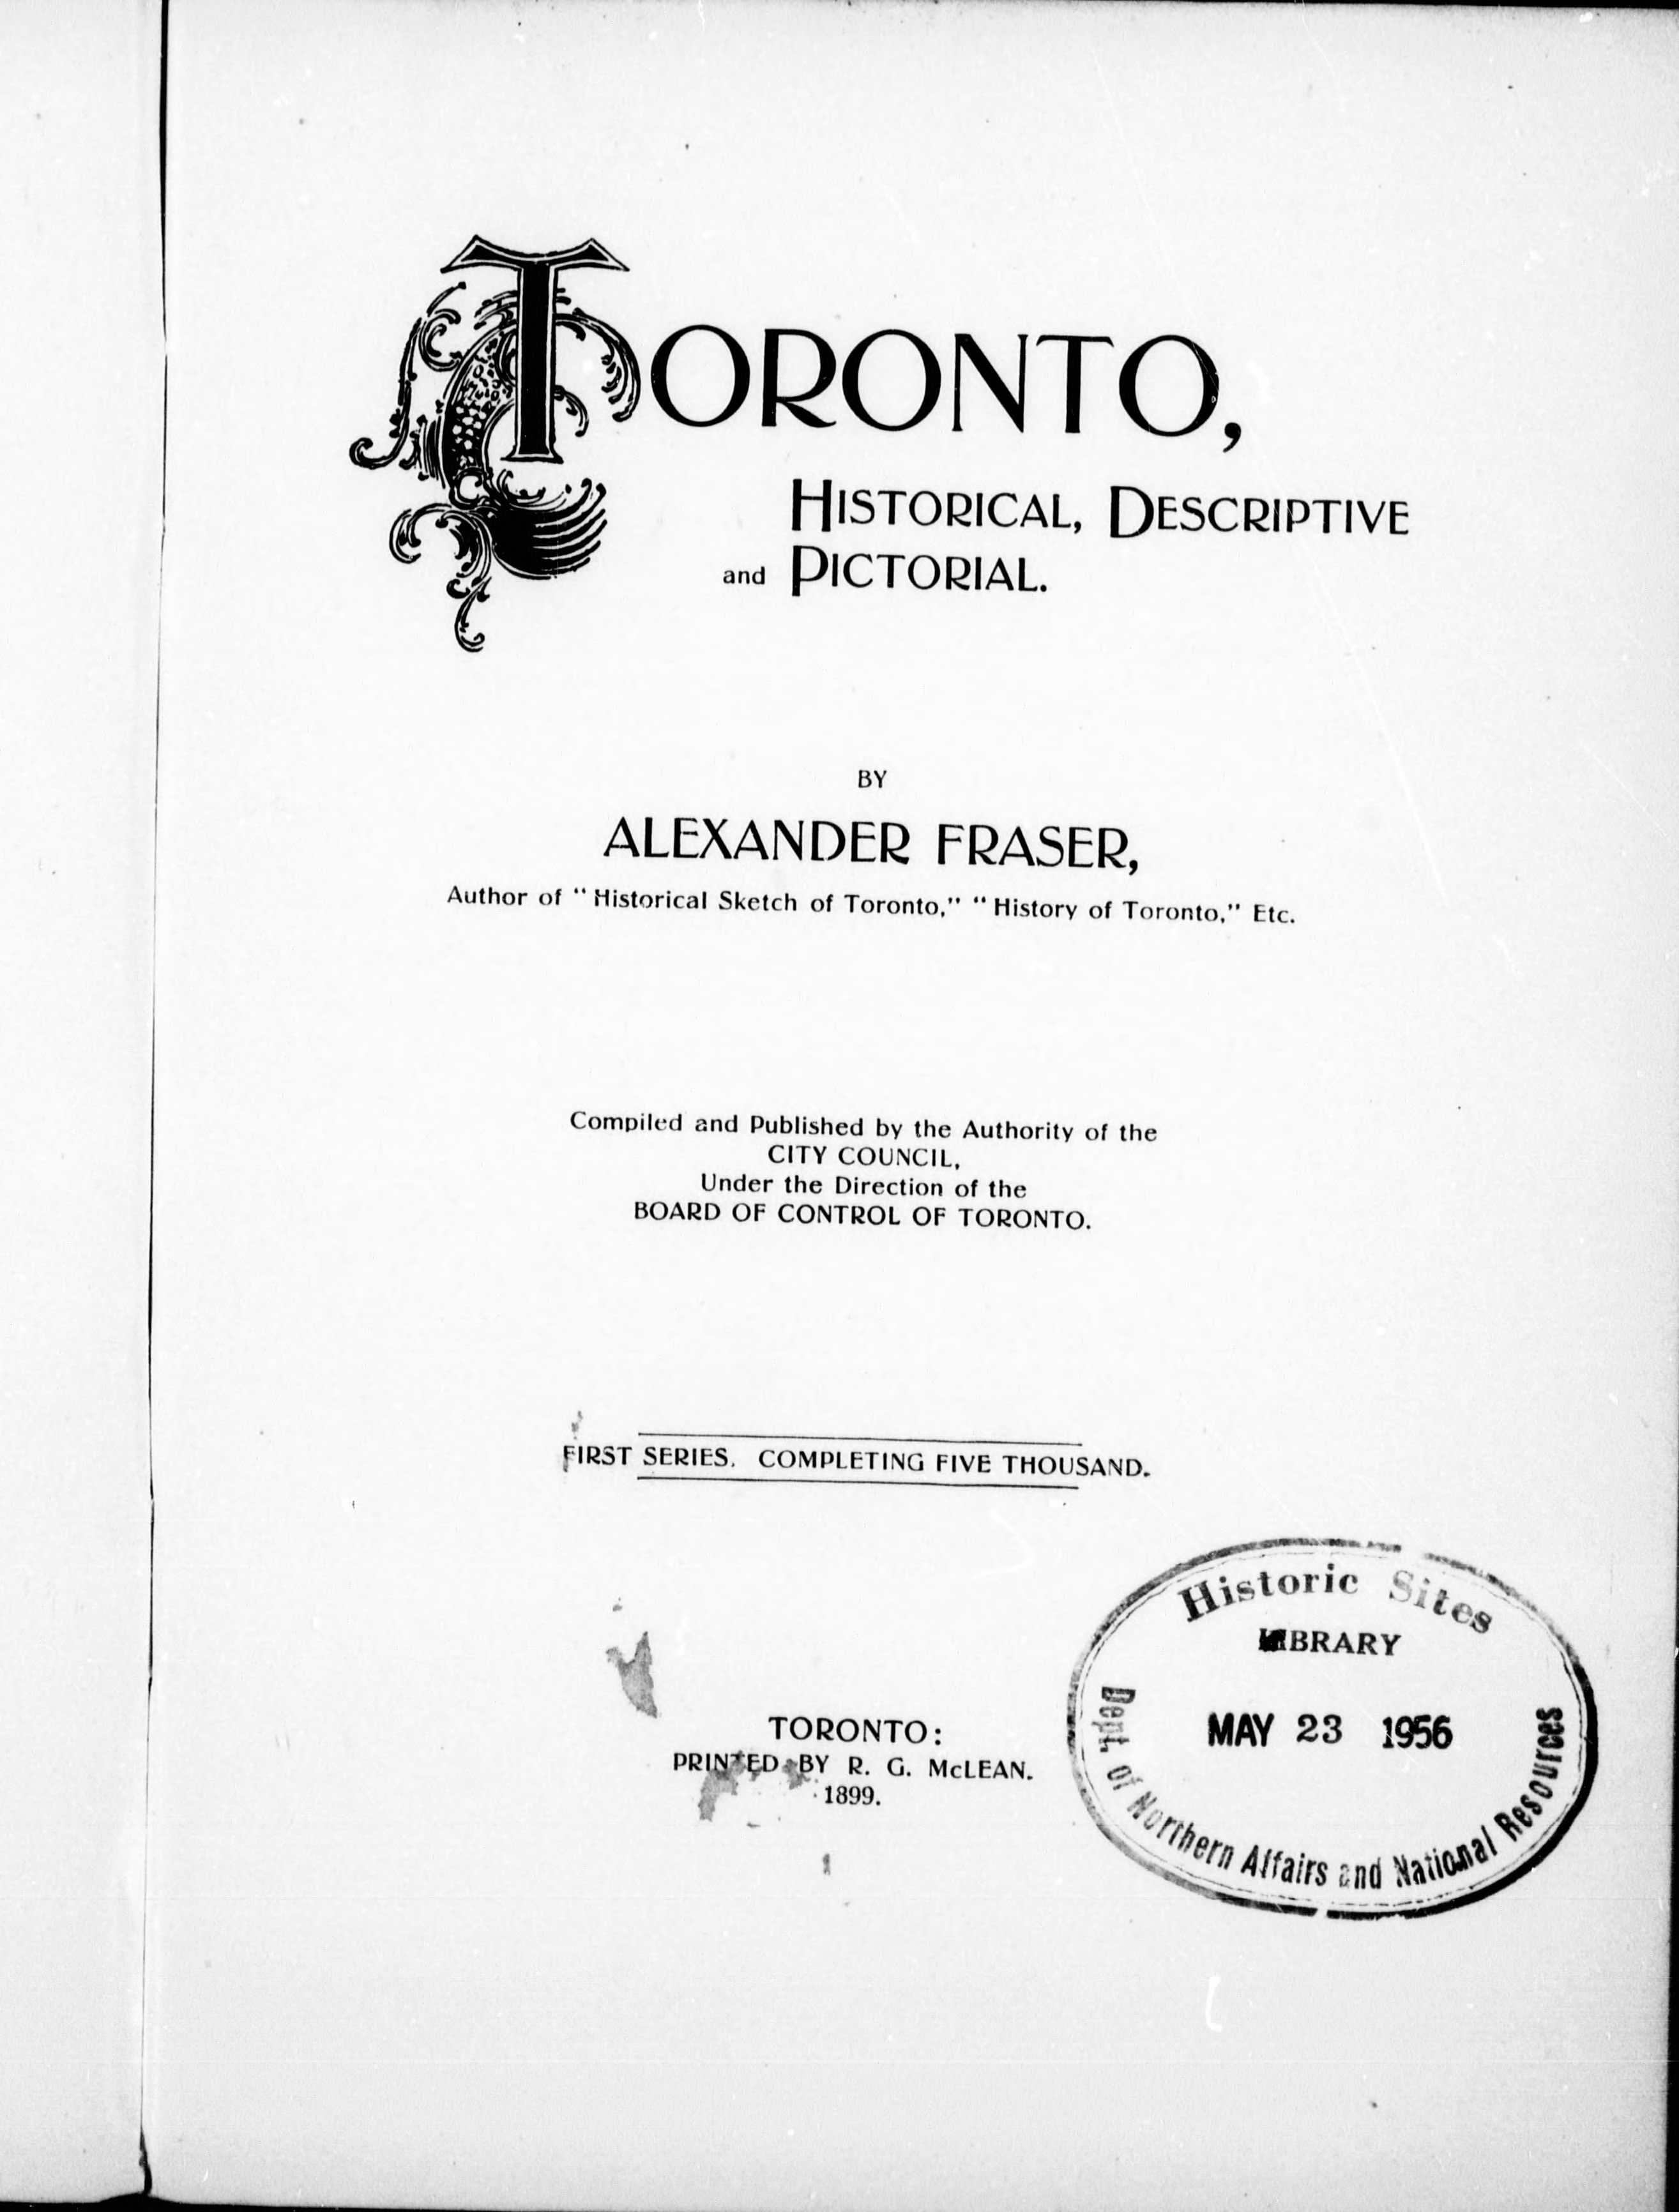 TORONTO,
HISTORICAL, DESCRIPTIVE
and PICTORIAL.
BY
ALEXANDER FRASER,
Author of "Historical Sketch of Toronto," "History of Toronto," Etc.
Compiled and Published by the Authority of the
CITY COUNCIL,
Under the Direction of the
BOARD OF CONTROL OF TORONTO.
FIRST SERIES. COMPLETING FIVE THOUSAND.
TORONTO:
PRINTED BY R. G. McLEAN.
1899.
Historic Sites
LIBRARY
MAY 23 1956
Dept. of Northern Affairs and National Resources